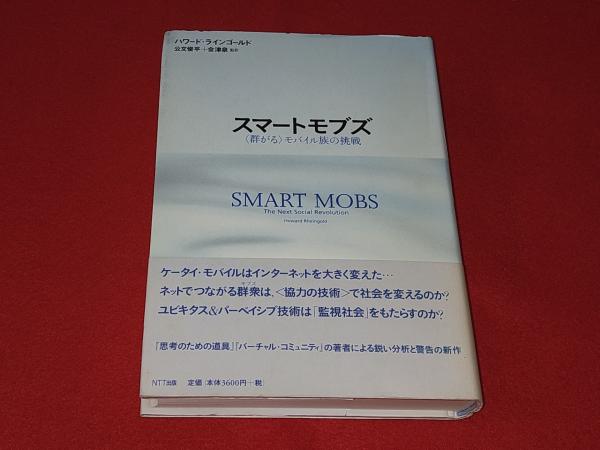 ハワード・ラインゴールド
公文俊平+会津泉 監訳
スマートモブズ
〈群がる〉モバイル族の挑戦
SMART MOBS
The Next Social Revolution
Howard Rheingold
ケータイ・モバイルはインターネットを大きく変えた…
モブズ
ネットでつながる群衆は、<協力の技術>で社会を変えるのか?
ユビキタス&パーベイシブ技術は「監視社会」をもたらすのか?
『思考のための道具』『バーチャル・コミュニティ』の著者による鋭い分析と警告の新作
NTT出版 定価(本体3600円+税)